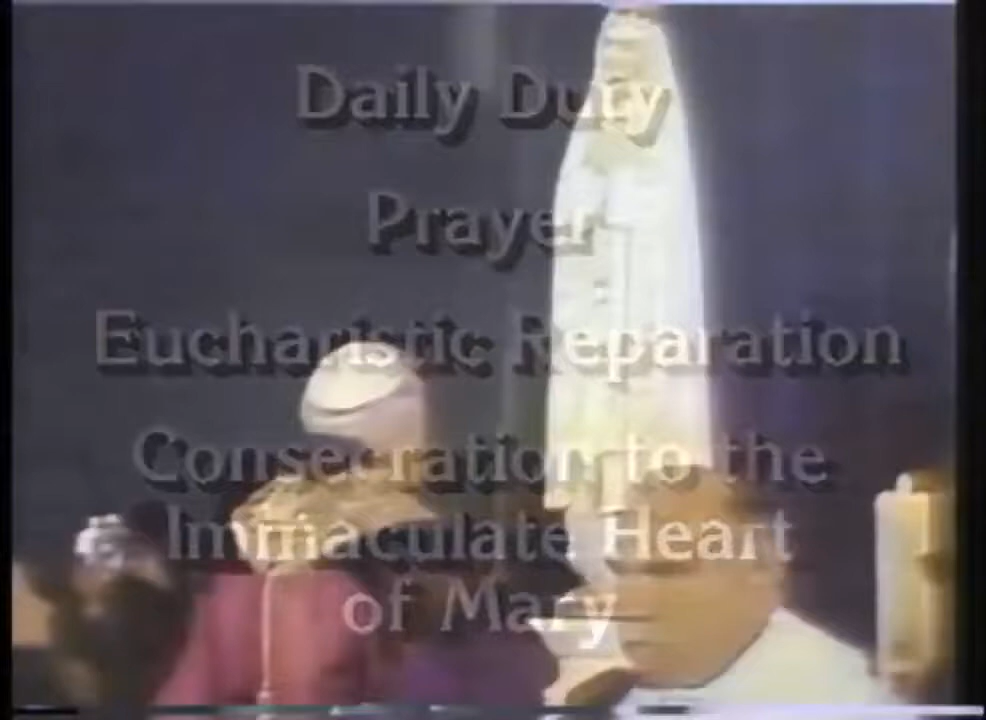 Daily Duty
Prayer
Eucharistic Reparation
Consecration to the
Immaculate Heart
of Mary